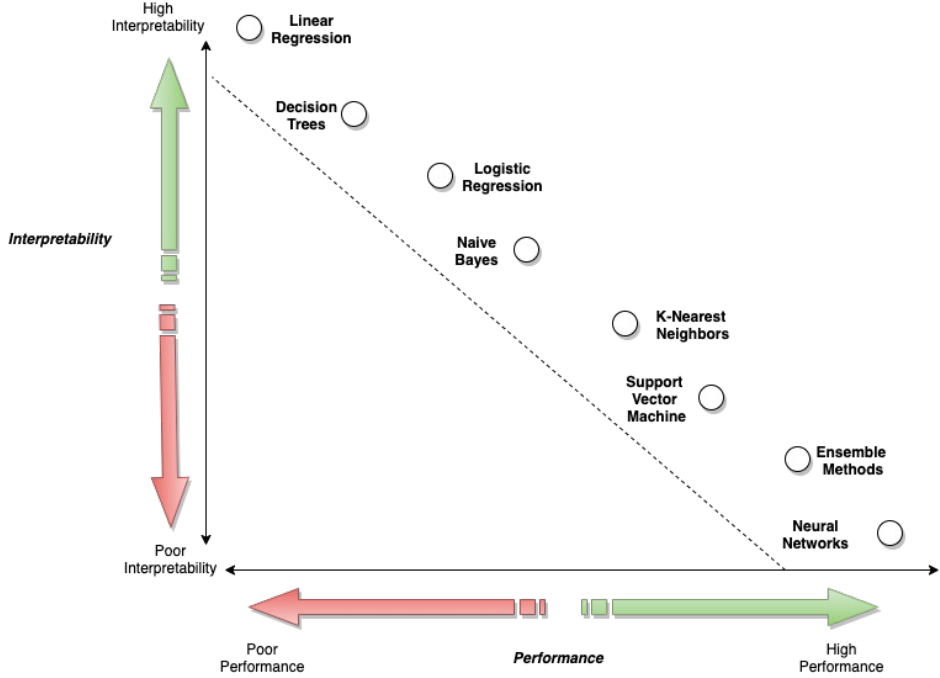 High
Interpretability
Linear
Regression
Decision
Trees
Logistic
Regression
Interpretability
Naive
Bayes
K-Nearest
Neighbors
Support
Vector
Machine
Ensemble
Methods
Neural
Networks
Poor
Interpretability
Poor
Performance
Performance
High
Performance